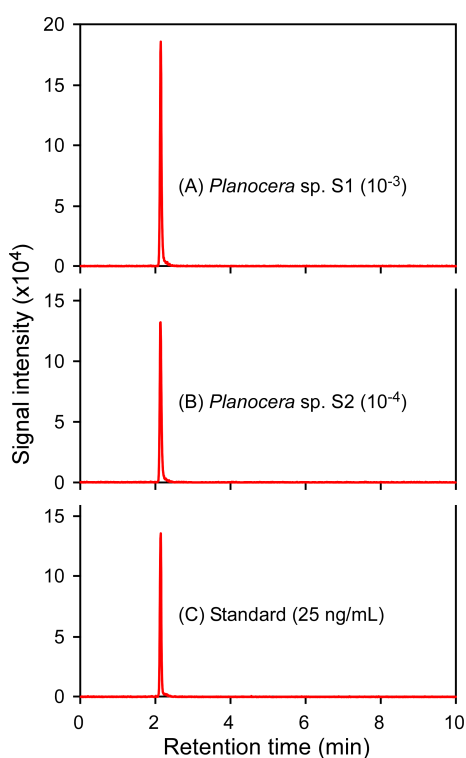 Signal intensity (x10⁴)
20
15
10
5
0
(A) Planocera sp. S1 (10⁻³)
15
10
5
0
(B) Planocera sp. S2 (10⁻⁴)
15
10
5
0
(C) Standard (25 ng/mL)
0 2 4 6 8 10
Retention time (min)